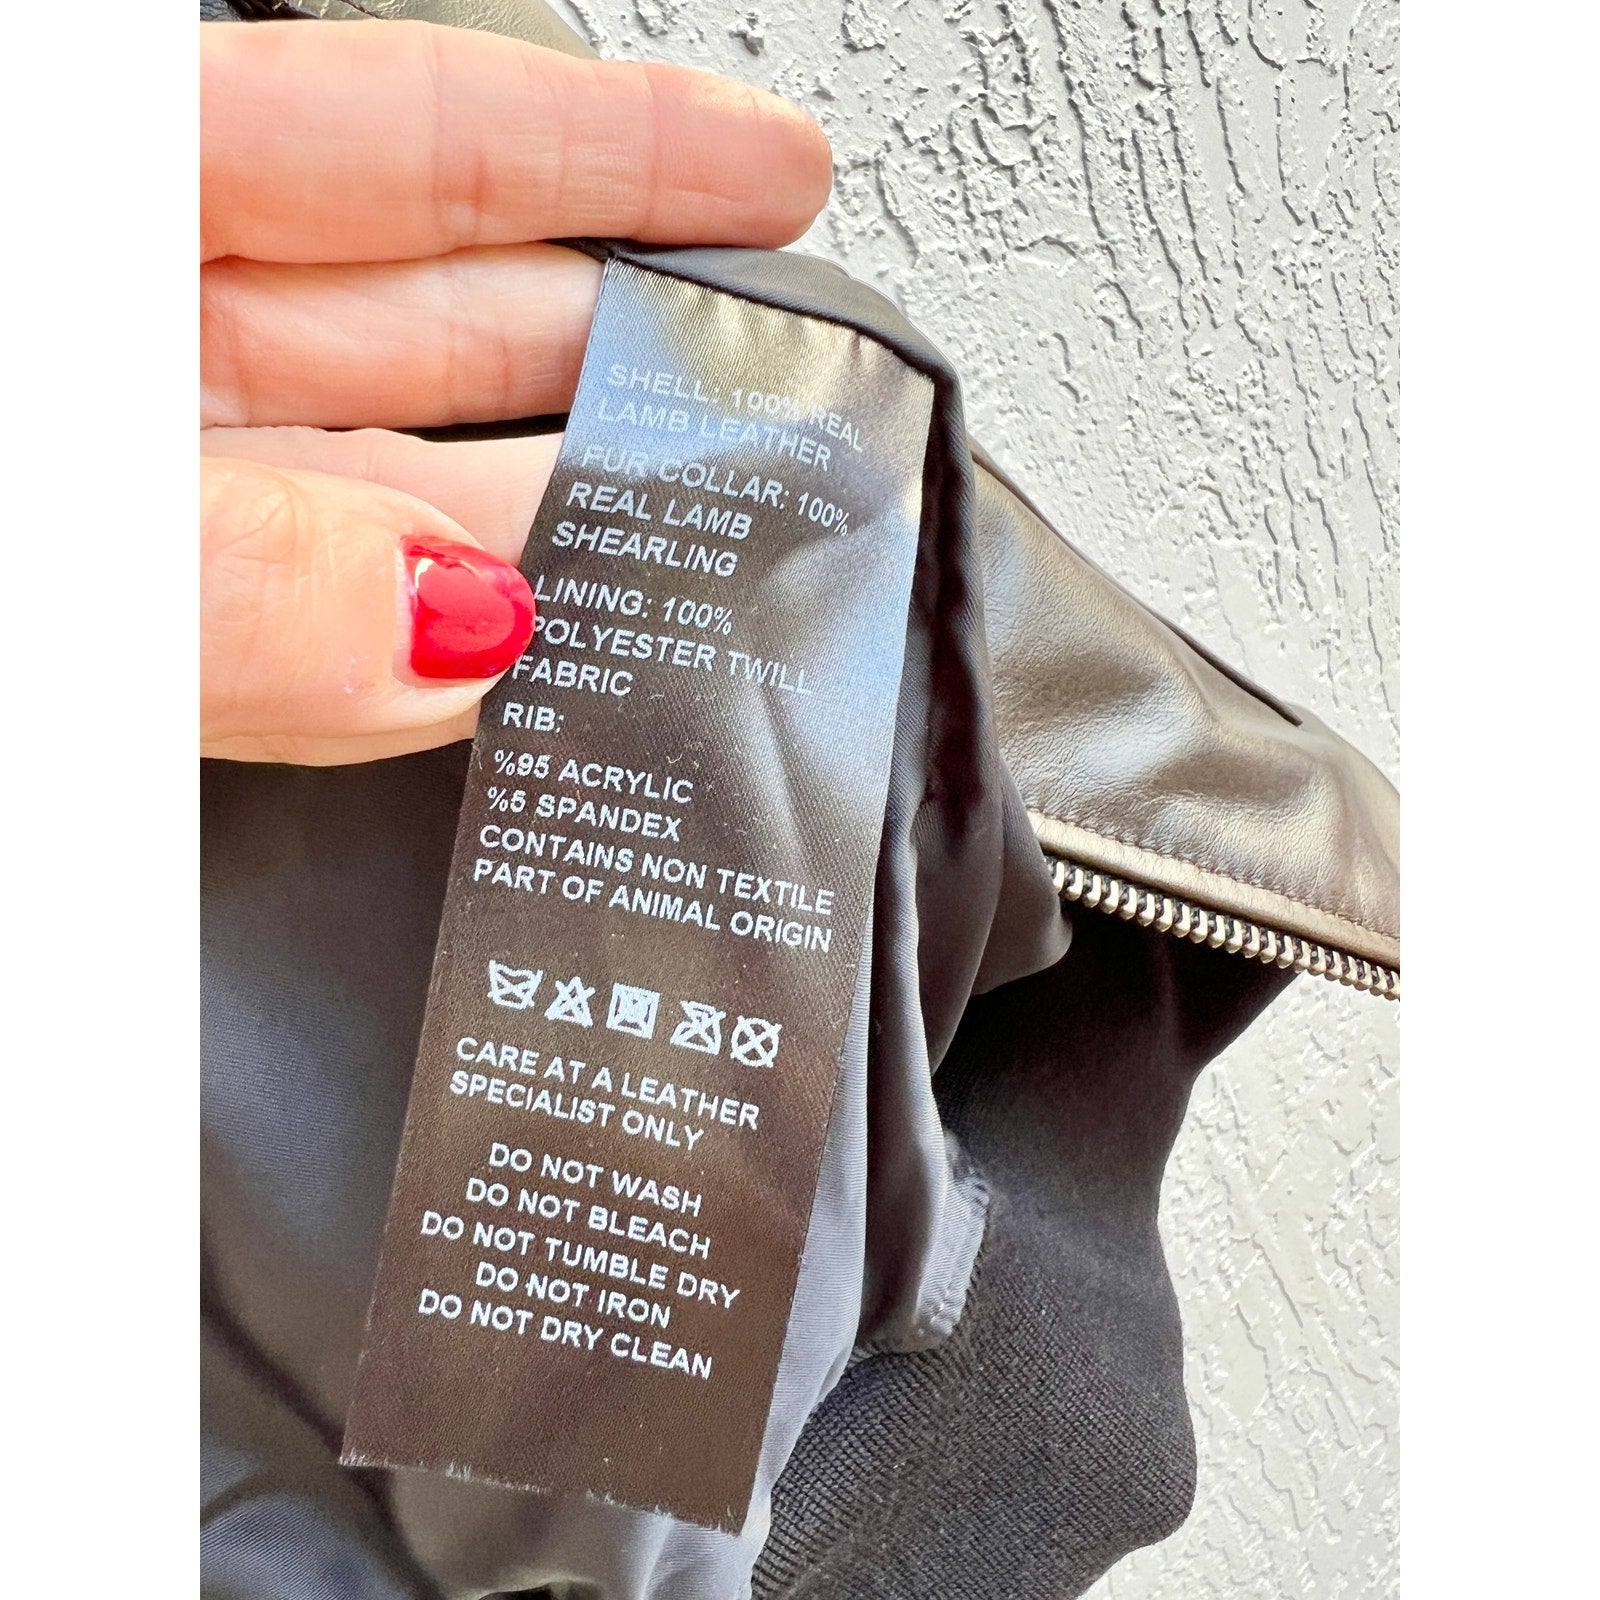 SHELL: 100% REAL
LAMB LEATHER
FUR COLLAR: 100%
REAL LAMB
SHEARLING
LINING: 100%
POLYESTER TWILL
FABRIC
RIB:
%95 ACRYLIC
%5 SPANDEX
CONTAINS NON TEXTILE
PART OF ANIMAL ORIGIN
CARE AT A LEATHER
SPECIALIST ONLY
DO NOT WASH
DO NOT BLEACH
DO NOT TUMBLE DRY
DO NOT IRON
DO NOT DRY CLEAN